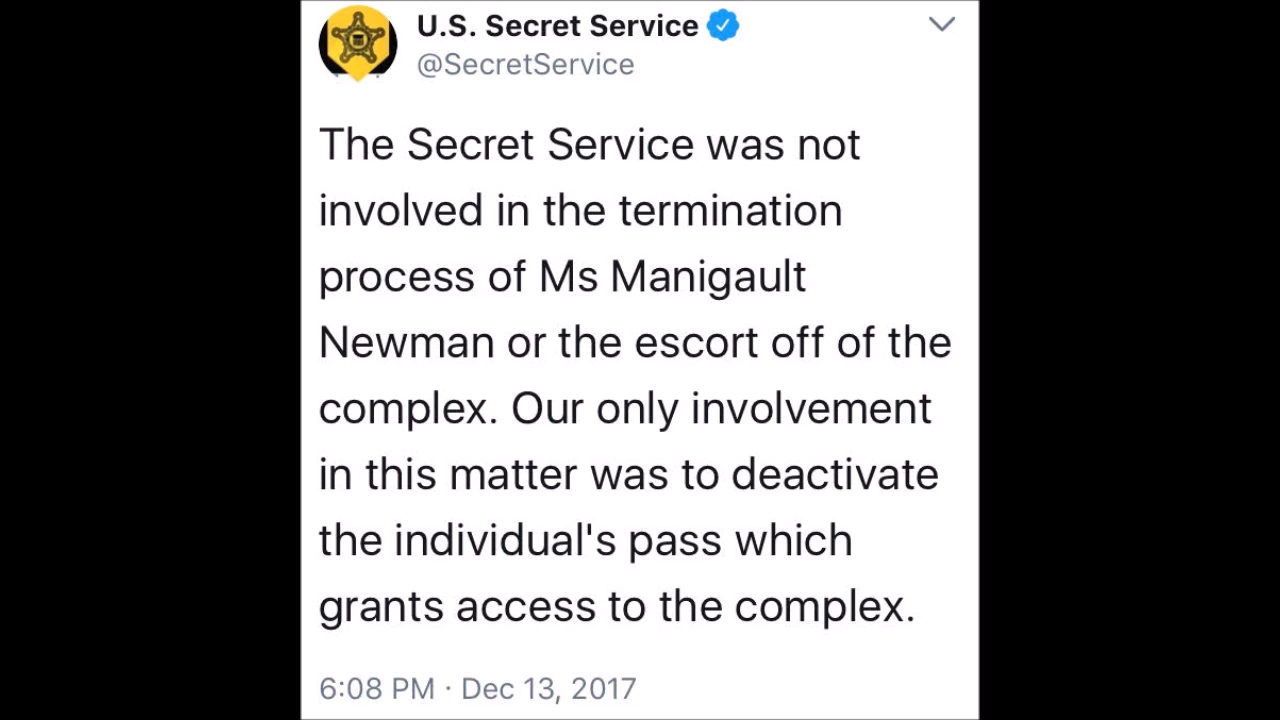 U.S. Secret Service
@SecretService
The Secret Service was not
involved in the termination
process of Ms Manigault
Newman or the escort off of the
complex. Our only involvement
in this matter was to deactivate
the individual's pass which
grants access to the complex.
6:08 PM · Dec 13, 2017